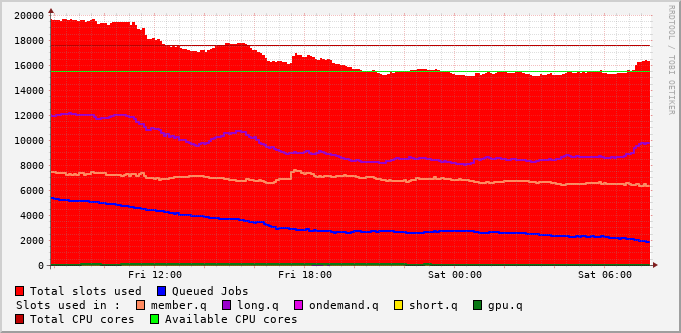 20000
18000
16000
14000
12000
10000
8000
6000
4000
2000
0
Fri 12:00 Fri 18:00 Sat 00:00 Sat 06:00
RRDTOOL / TOBI OETIKER
Total slots used Queued Jobs
Slots used in : member.q long.q ondemand.q short.q gpu.q
Total CPU cores Available CPU cores